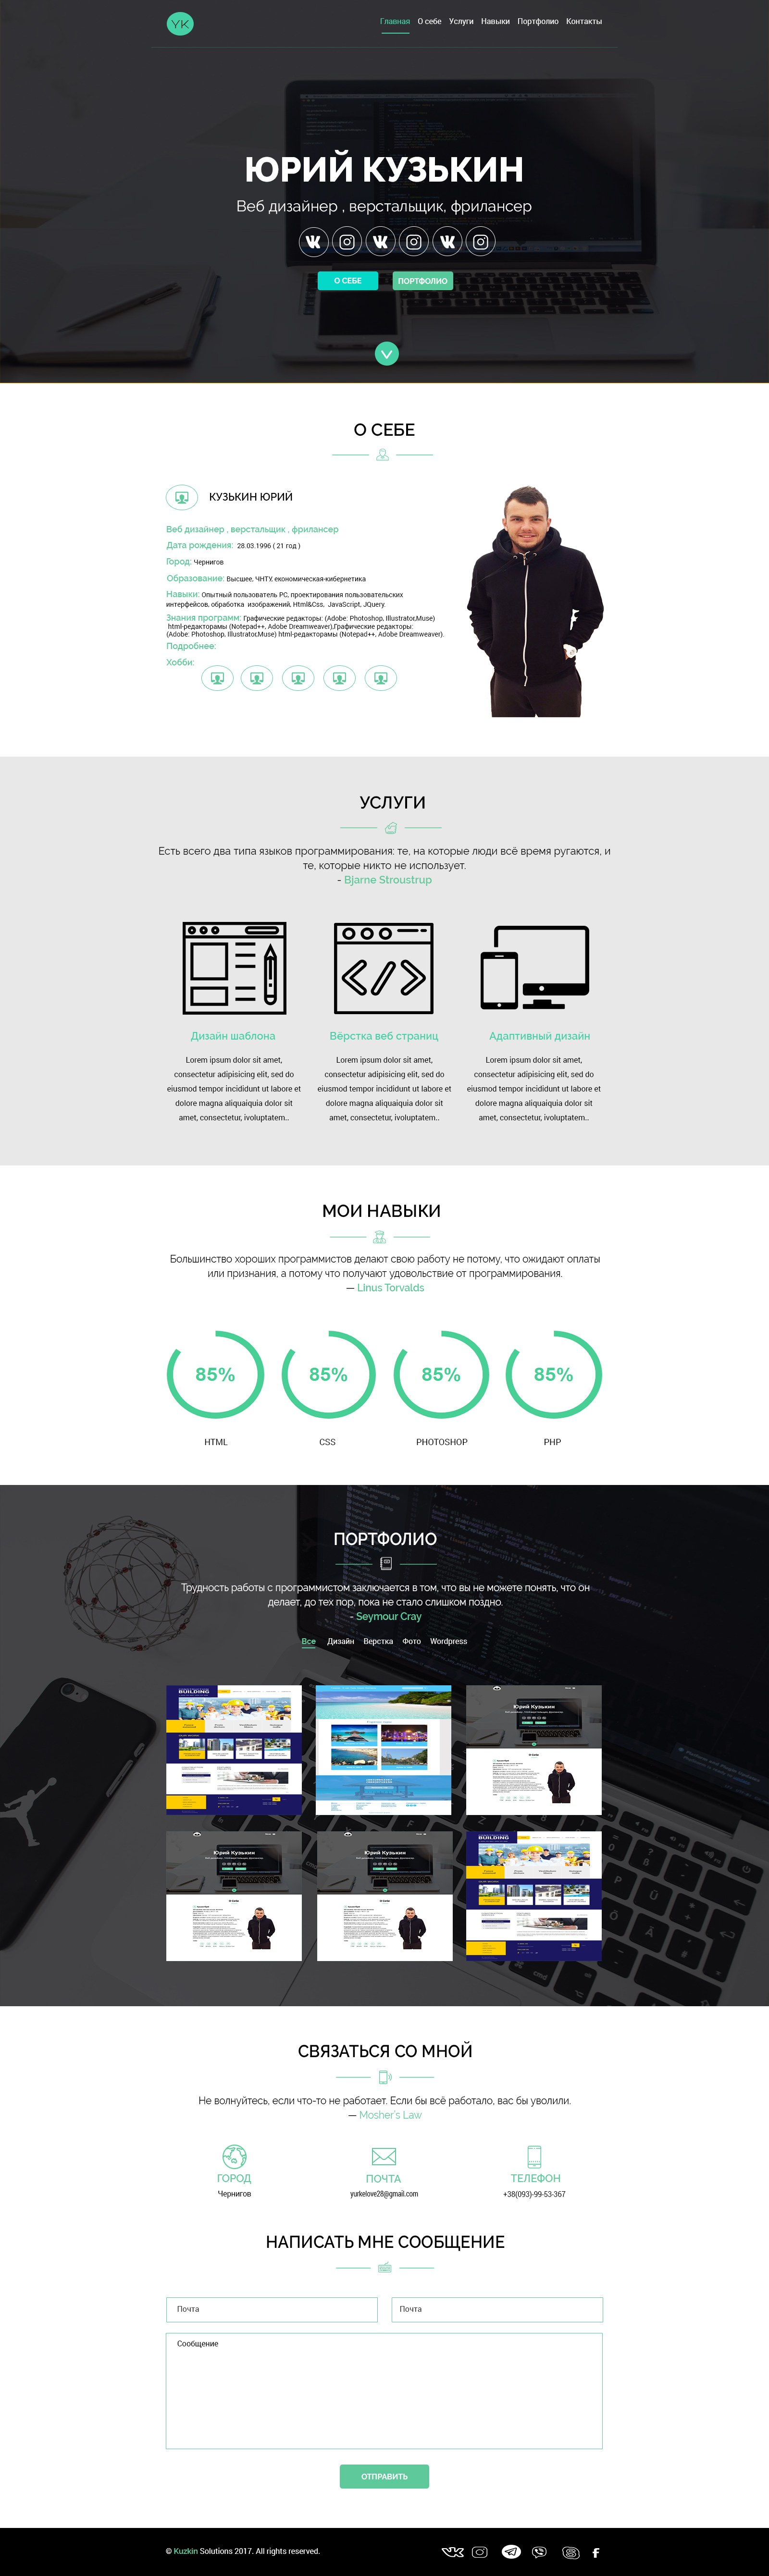 YK
Главная О себе Услуги Навыки Портфолио Контакты
ЮРИЙ КУЗЬКИН
Веб дизайнер , верстальщик, фрилансер
О СЕБЕ ПОРТФОЛИО
О СЕБЕ
КУЗЬКИН ЮРИЙ
Веб дизайнер , верстальщик , фрилансер
Дата рождения: 28.03.1996 ( 21 год )
Город: Чернигов
Образование: Высшее, ЧНТУ, економическая-кибернетика
Навыки: Опытный пользователь PC, проектирования пользовательских
интерфейсов, обработка изображений, Html&Css, JavaScript, JQuery.
Знания программ: Графические редакторы: (Adobe: Photoshop, Illustrator,Muse)
html-редакторамы (Notepad++, Adobe Dreamweaver).Графические редакторы:
(Adobe: Photoshop, Illustrator,Muse) html-редакторамы (Notepad++, Adobe Dreamweaver).
Подробнее:
Хобби:
УСЛУГИ
Есть всего два типа языков программирования: те, на которые люди всё время ругаются, и
те, которые никто не использует.
- Bjarne Stroustrup
Дизайн шаблона Вёрстка веб страниц Адаптивный дизайн
Lorem ipsum dolor sit amet,
consectetur adipisicing elit, sed do
eiusmod tempor incididunt ut labore et
dolore magna aliquaiquia dolor sit
amet, consectetur, ivoluptatem..
Lorem ipsum dolor sit amet,
consectetur adipisicing elit, sed do
eiusmod tempor incididunt ut labore et
dolore magna aliquaiquia dolor sit
amet, consectetur, ivoluptatem..
Lorem ipsum dolor sit amet,
consectetur adipisicing elit, sed do
eiusmod tempor incididunt ut labore et
dolore magna aliquaiquia dolor sit
amet, consectetur, ivoluptatem..
МОИ НАВЫКИ
Большинство хороших программистов делают свою работу не потому, что ожидают оплаты
или признания, а потому что получают удовольствие от программирования.
— Linus Torvalds
85% 85% 85% 85%
HTML CSS PHOTOSHOP PHP
ПОРТФОЛИО
Трудность работы с программистом заключается в том, что вы не можете понять, что он
делает, до тех пор, пока не стало слишком поздно.
- Seymour Cray
Все Дизайн Верстка Фото Wordpress
BUILDING
Юрий Кузькин
Юрий Кузькин
Юрий Кузькин
BUILDING
СВЯЗАТЬСЯ СО МНОЙ
Не волнуйтесь, если что-то не работает. Если бы всё работало, вас бы уволили.
— Mosher's Law
ГОРОД ПОЧТА ТЕЛЕФОН
Чернигов yurkelove28@gmail.com +38(093)-99-53-367
НАПИСАТЬ МНЕ СООБЩЕНИЕ
Почта Почта
Сообщение
ОТПРАВИТЬ
© Kuzkin Solutions 2017. All rights reserved.